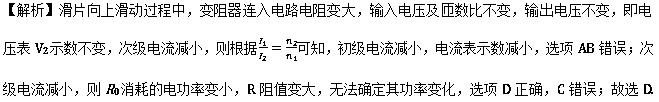 【解析】滑片向上滑动过程中，变阻器连入电路电阻变大，输入电压及匝数比不变，输出电压不变，即电
压表 V₂示数不变，次级电流减小，则根据I₁/I₂ = n₂/n₁可知，初级电流减小，电流表示数减小，选项 AB 错误；次
级电流减小，则 R₀消耗的电功率变小，R 阻值变大，无法确定其功率变化，选项 D 正确，C 错误；故选 D.